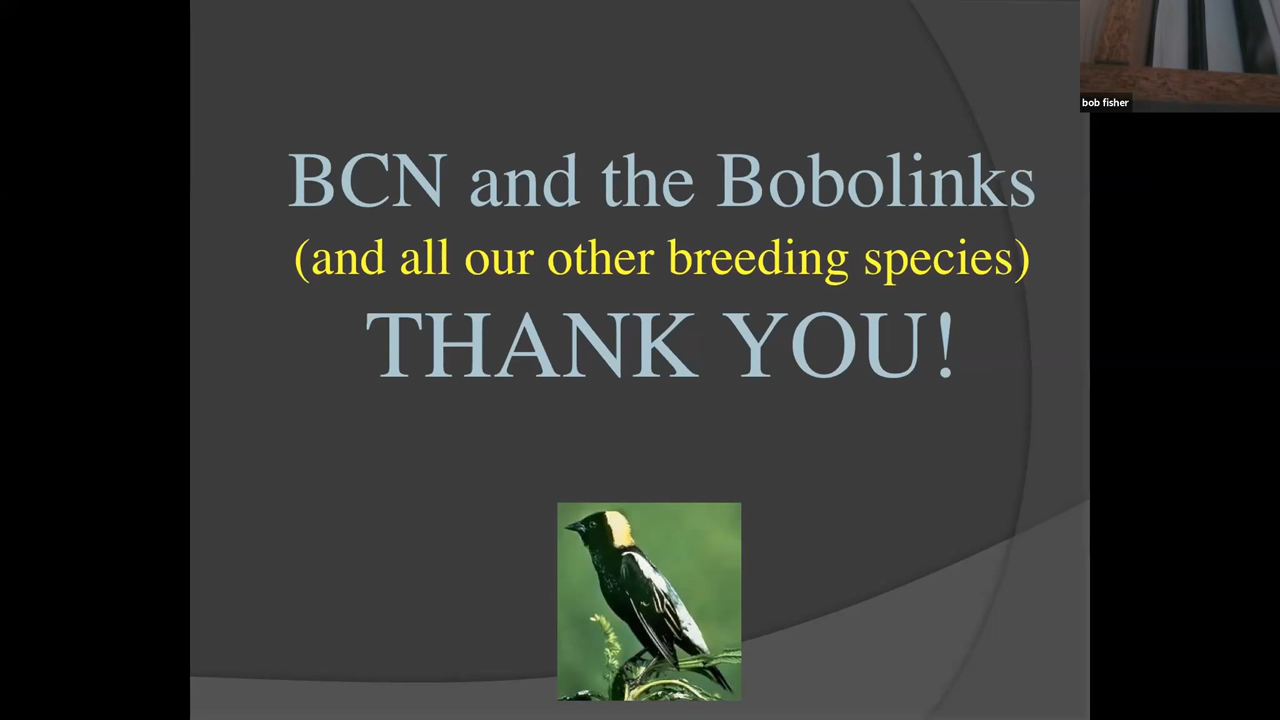 bob fisher
BCN and the Bobolinks
(and all our other breeding species)
THANK YOU!